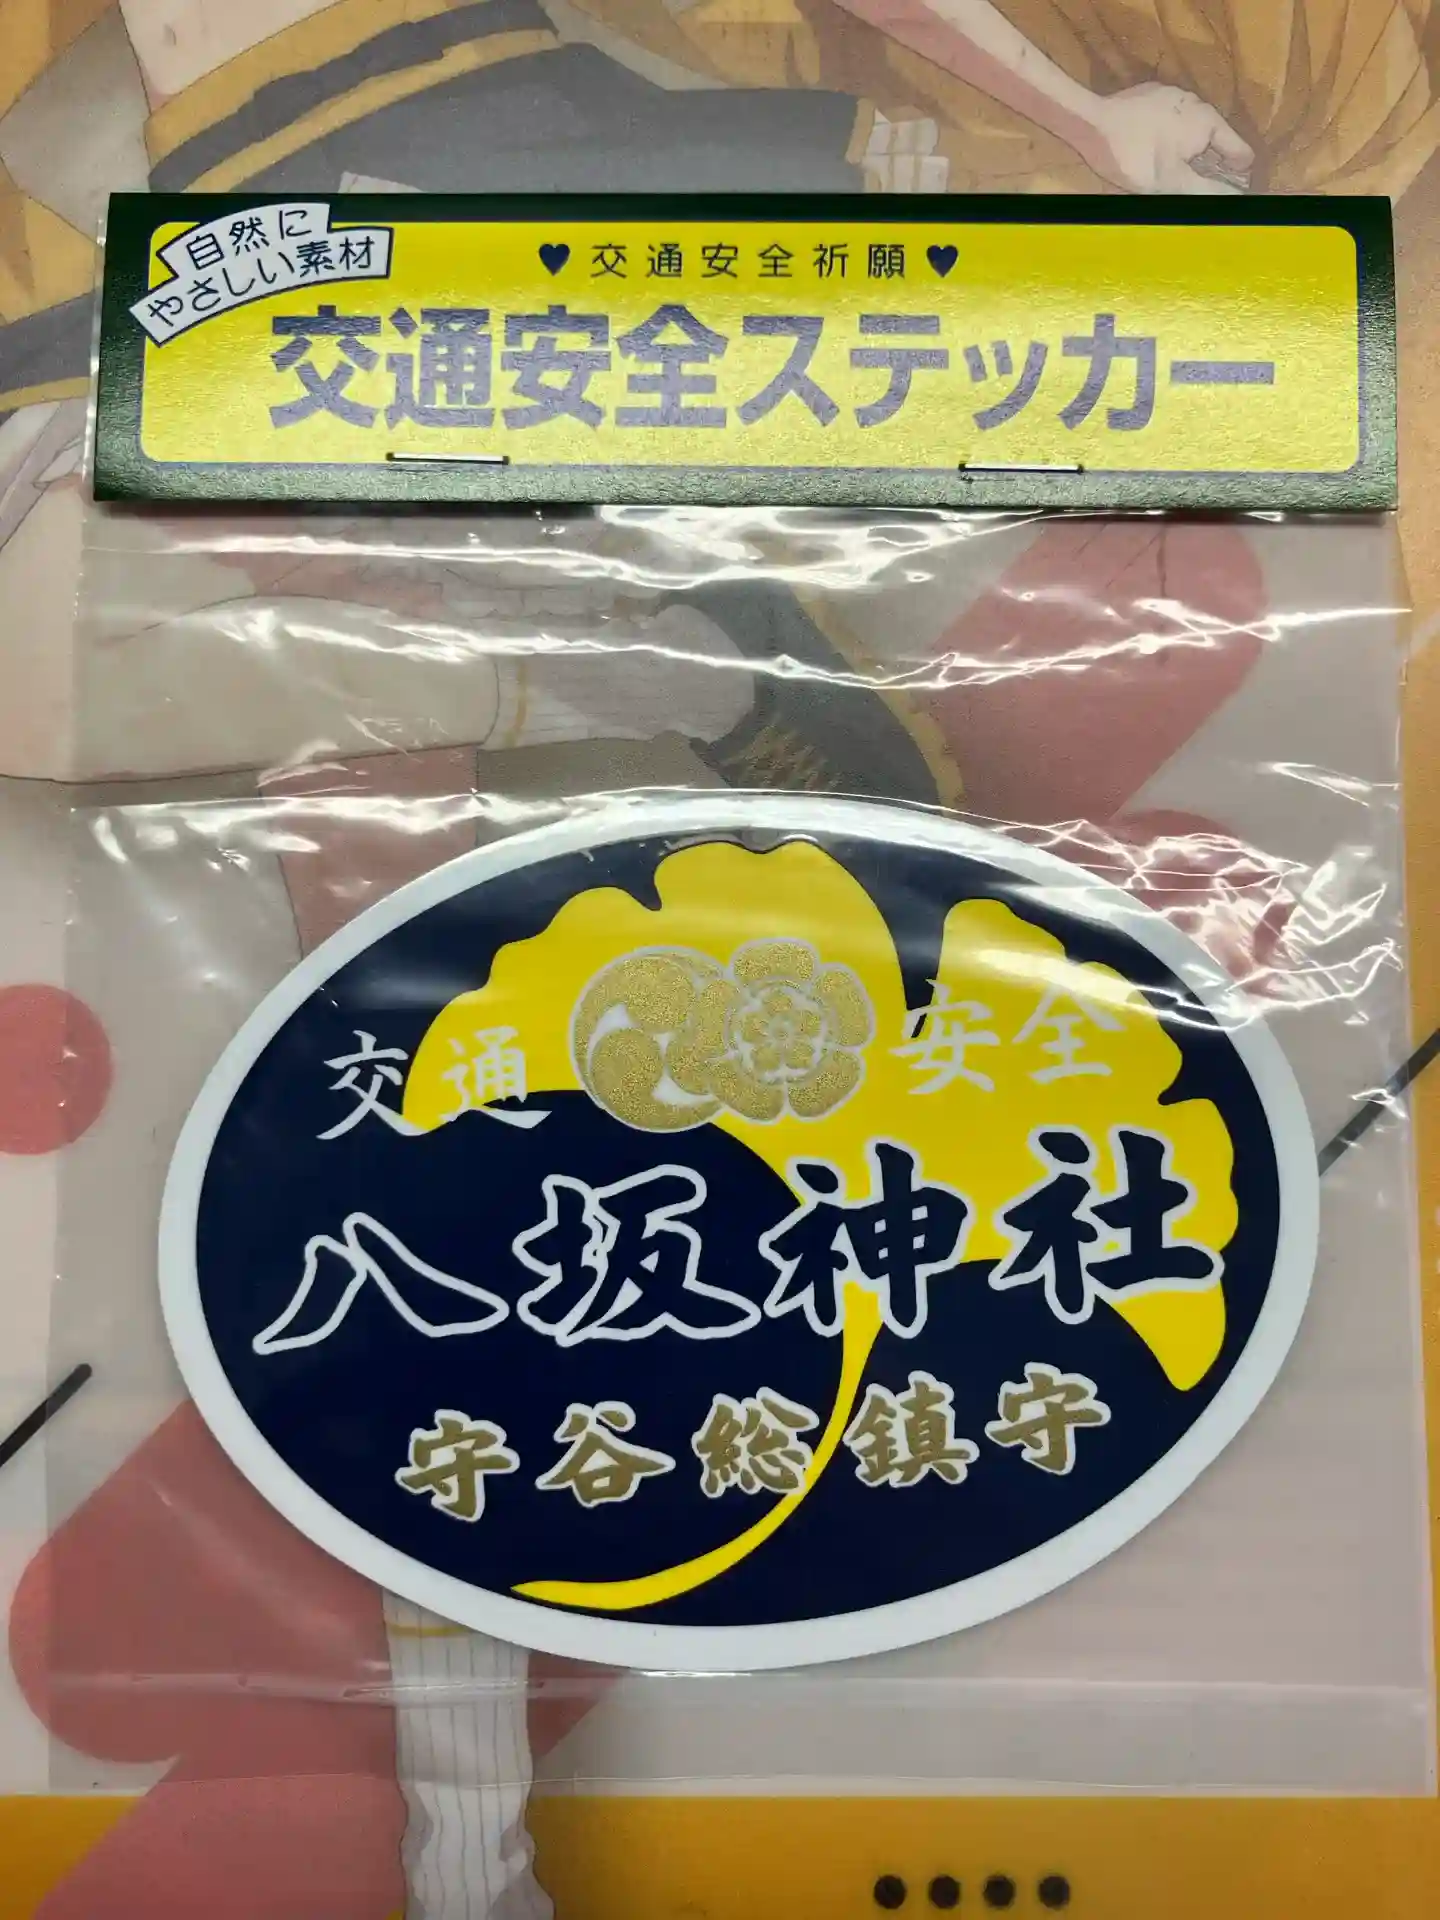 自然に
やさしい素材
♥交通安全祈願♥
交通安全ステッカー
交通安全
八坂神社
守谷総鎮守